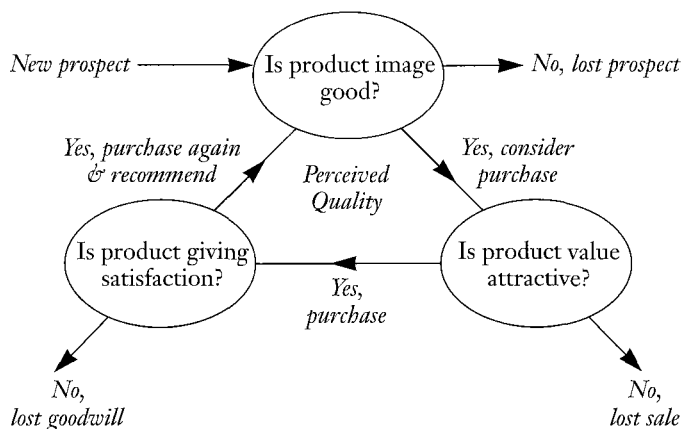 New prospect
Is product image
good?
No, lost prospect
Yes, purchase again
& recommend
Perceived
Quality
Yes, consider
purchase
Is product giving
satisfaction?
Is product value
attractive?
Yes,
purchase
No,
lost goodwill
No,
lost sale